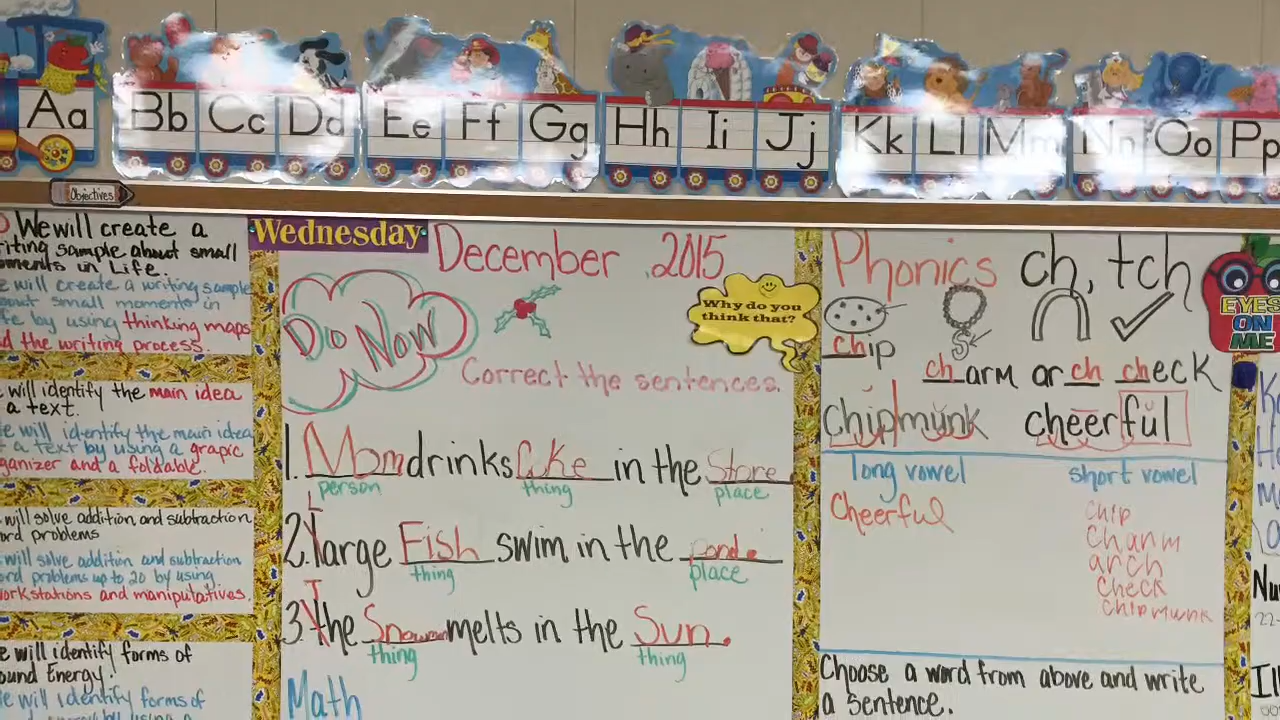 Aa Bb Cc Dd Ee Ff Gg Hh Ii Jj Kk Ll Mm Nn Oo Pp
Objectives
We will create a
writing sample about small
moments in Life.
will create a writing sample
about small moments in
by using thinking maps
the writing process.
will identify the main idea
a text.
will identify the main idea
a text by using a grapic
organizer and a foldable.
will solve addition and subtraction
word problems
will solve addition and subtraction
word problems up to 20 by using
workstations and manipulatives.
will identify forms of
Sound Energy.
will identify forms of
Wednesday
December 2015
Do Now
Why do you
think that?
Correct the sentences.
1. Mom drinks Coke in the Store
person thing place
L
2. large Fish swim in the pond.
thing place
T
3. the Snowman melts in the Sun.
thing thing
Math
Phonics ch, tch
chip
charm arch check
chipmunk cheerful
long vowel short vowel
Cheerful
chip
charm
arch
check
chipmunk
Choose a word from above and write
a sentence.
EYES
ON
ME